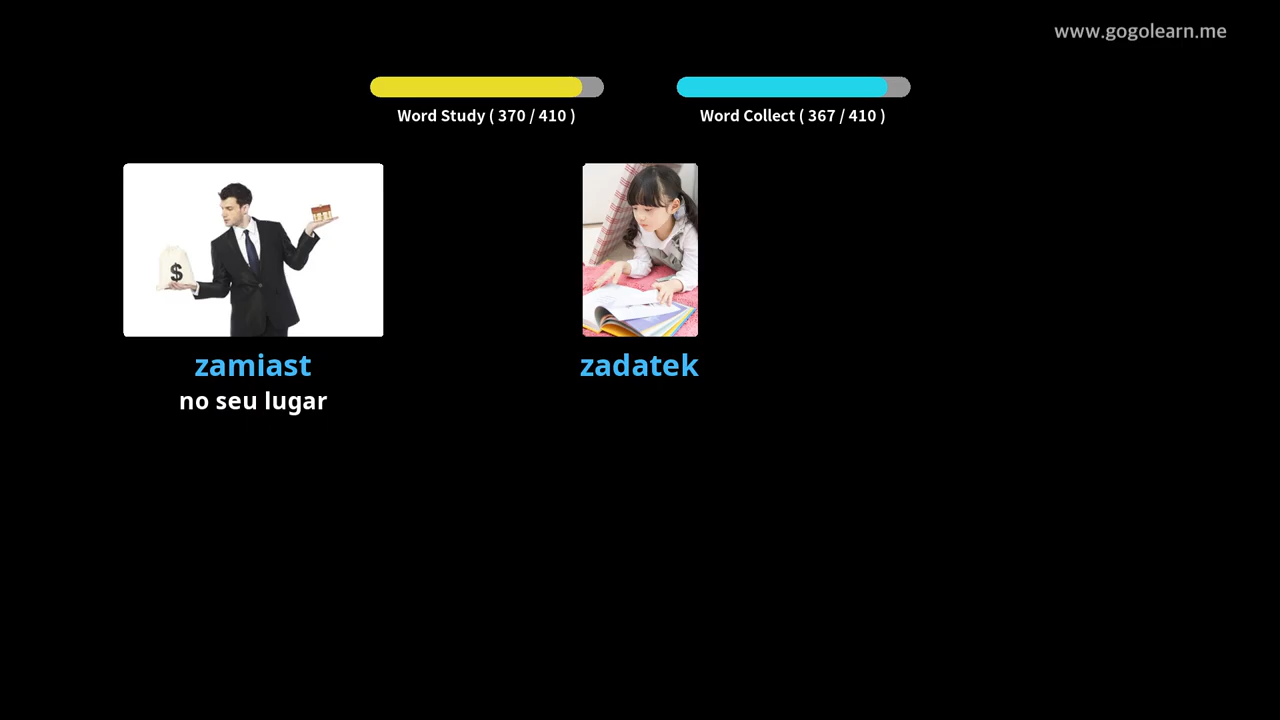 www.gogolearn.me
Word Study ( 370 / 410 )
Word Collect ( 367 / 410 )
$
zamiast
zadatek
no seu lugar